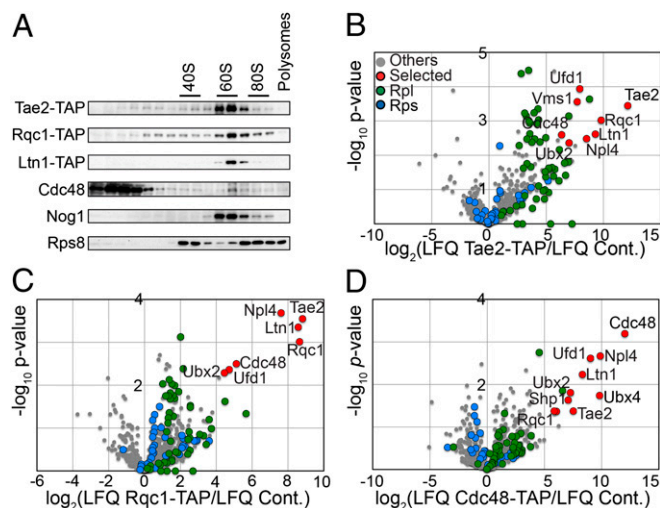 A
40S
60S
80S
Polysomes
Tae2-TAP
Rqc1-TAP
Ltn1-TAP
Cdc48
Nog1
Rps8
B
Others
Selected
Rpl
Rps
Ufd1
Vms1
Tae2
Cdc48
Rqc1
Ltn1
Ubx2
Npl4
5
4
3
2
1
-log10 p-value
-10 -5 0 5 10 15
log2(LFQ Tae2-TAP/LFQ Cont.)
C
4
2
Npl4 Tae2
Ltn1
Rqc1
Ubx2 Cdc48
Ufd1
-log10 p-value
-4 -2 0 2 4 6 8 10
log2(LFQ Rqc1-TAP/LFQ Cont.)
D
4
2
Cdc48
Ufd1 Npl4
Ltn1
Ubx2
Shp1 Ubx4
Rqc1 Tae2
-log10 p-value
-10 -5 0 5 10 15
log2(LFQ Cdc48-TAP/LFQ Cont.)